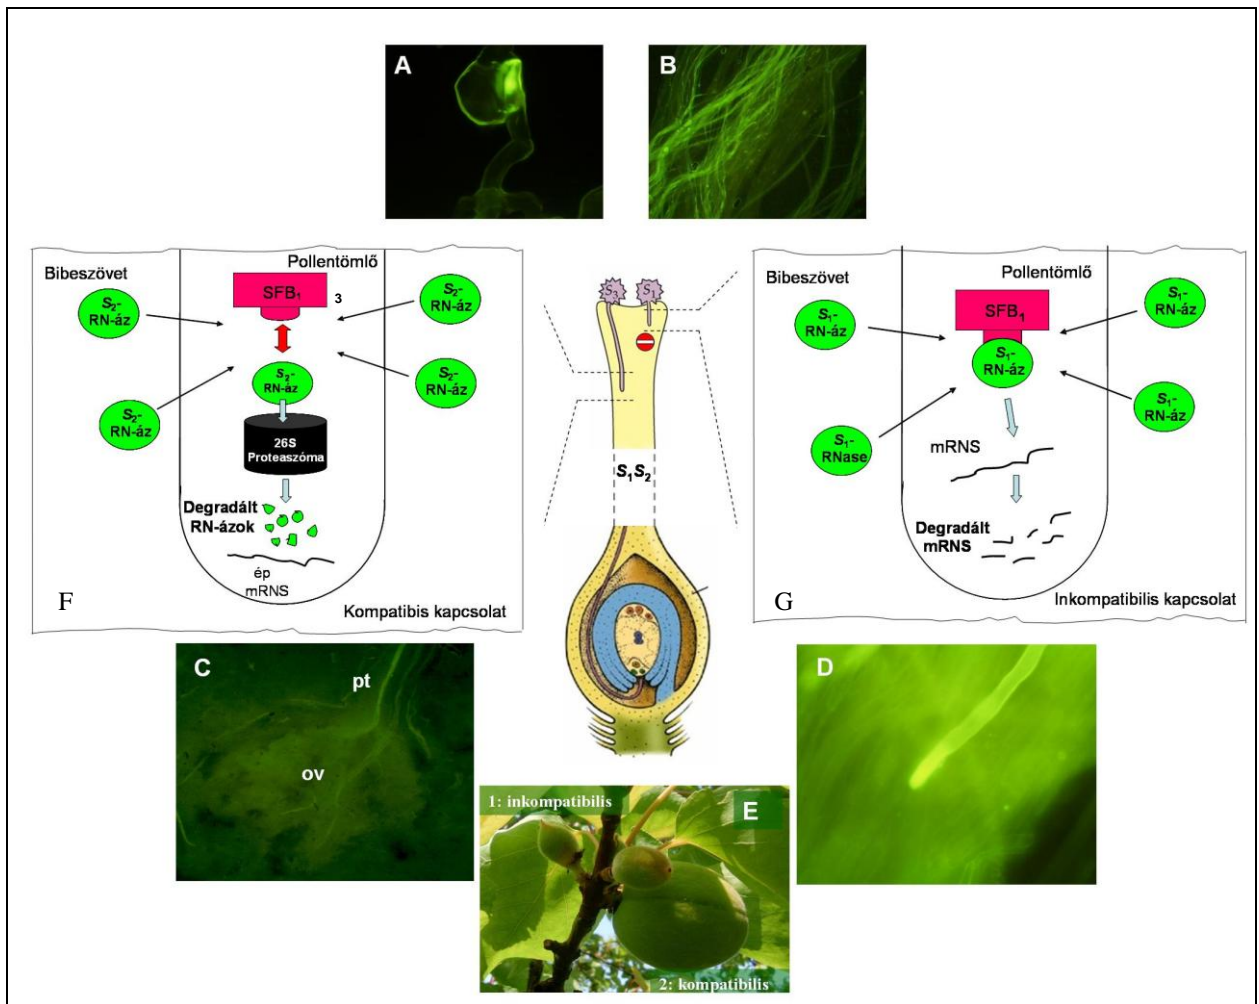 A
B
Bibeszövet
Pollentömlő
SFB1
3
S2-
RN-áz
S2-
RN-áz
S2-
RN-áz
S2-
RN-áz
S2-
RN-áz
26S
Proteaszóma
Degradált
RN-ázok
ép
mRNS
F
Kompatibis kapcsolat
S3
S1
S1S2
Bibeszövet
Pollentömlő
SFB1
S1-
RN-áz
S1-
RN-áz
S1-
RN-áz
S1-
RN-áz
S1-
RNase
mRNS
Degradált
mRNS
G
Inkompatibilis kapcsolat
C
pt
ov
D
1: inkompatibilis
E
2: kompatibilis